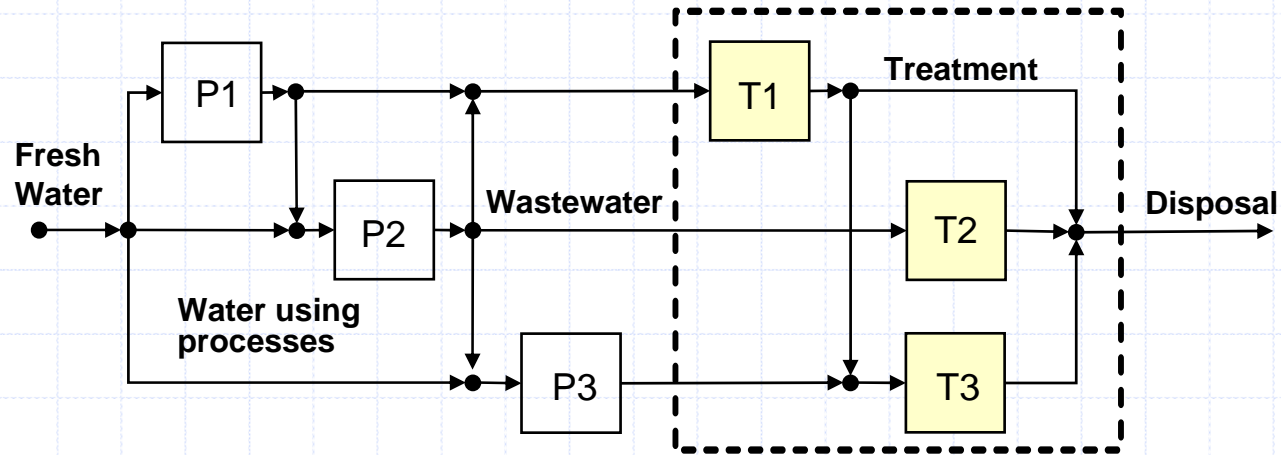 P1
T1
Treatment
Fresh
Water
P2
Wastewater
T2
Disposal
Water using
processes
P3
T3